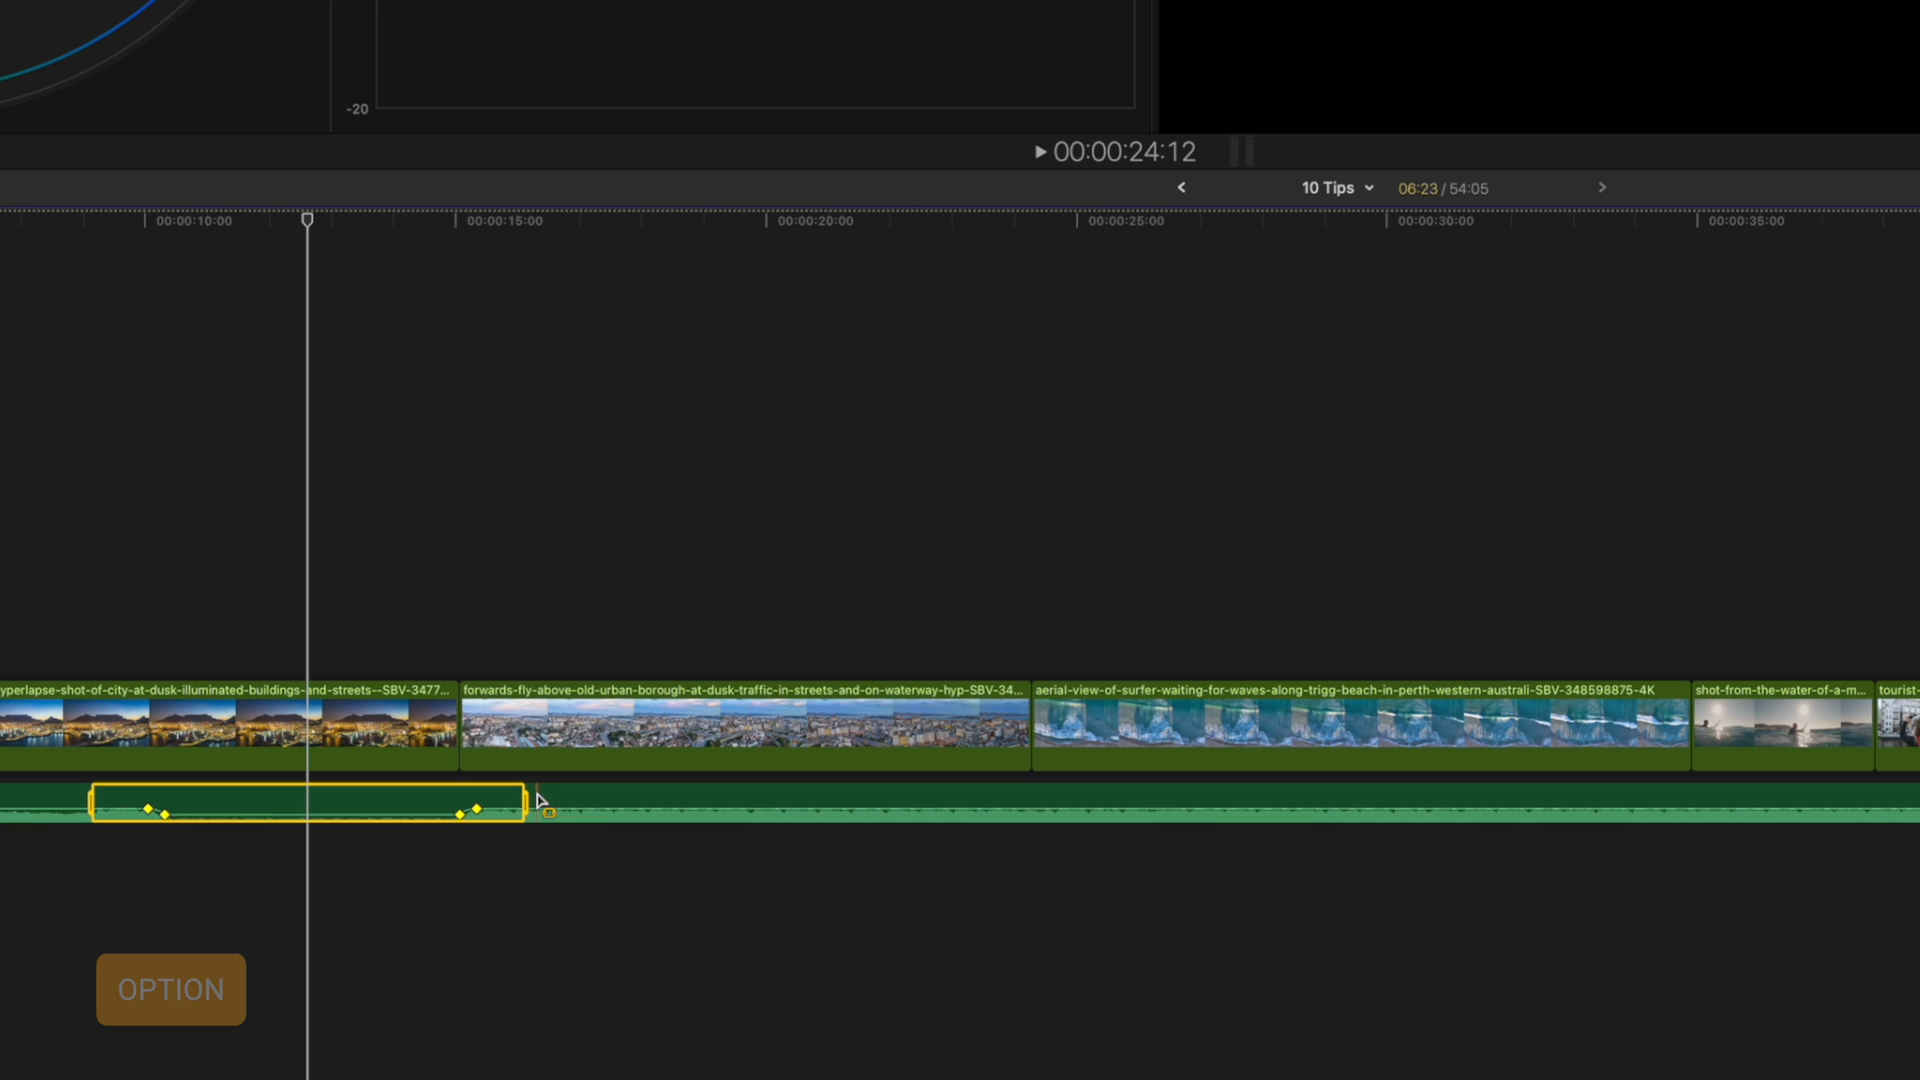 -20
00:00:24:12
10 Tips 06:23 / 54:05
00:00:10:00 00:00:15:00 00:00:20:00 00:00:25:00 00:00:30:00 00:00:35:00
yperlapse-shot-of-city-at-dusk-illuminated-buildings-and-streets--SBV-3477... forwards-fly-above-old-urban-borough-at-dusk-traffic-in-streets-and-on-waterway-hyp-SBV-34... aerial-view-of-surfer-waiting-for-waves-along-trigg-beach-in-perth-western-australi-SBV-348598875-4K shot-from-the-water-of-a-m... tourist-
OPTION